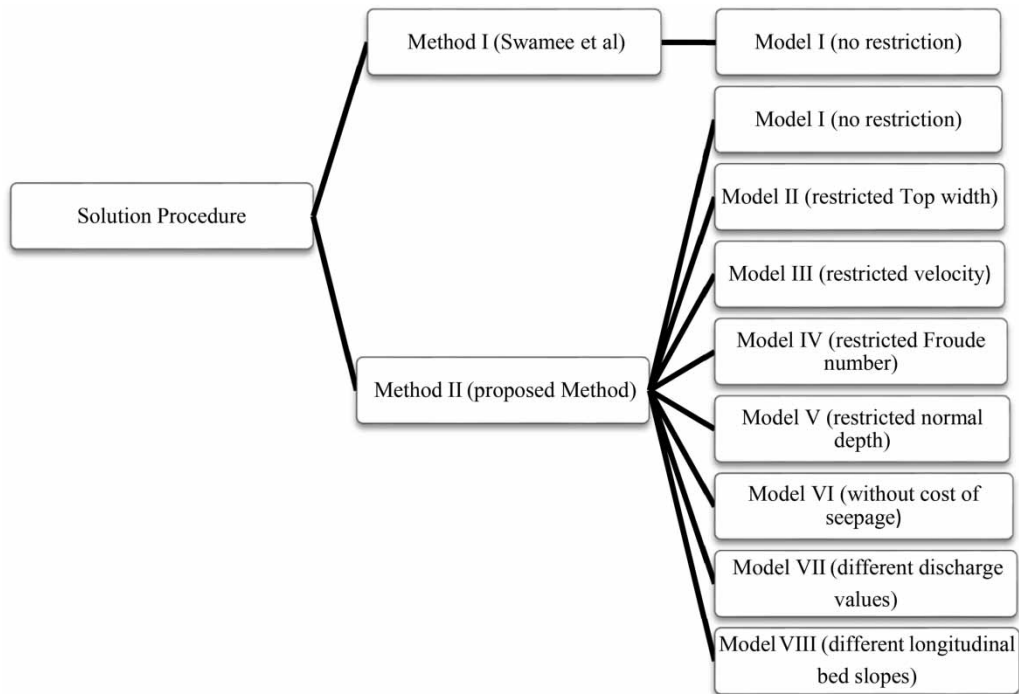 Method I (Swamee et al)
Model I (no restriction)
Model I (no restriction)
Model II (restricted Top width)
Solution Procedure
Model III (restricted velocity)
Model IV (restricted Froude
number)
Method II (proposed Method)
Model V (restricted normal
depth)
Model VI (without cost of
seepage)
Model VII (different discharge
values)
Model VIII (different longitudinal
bed slopes)